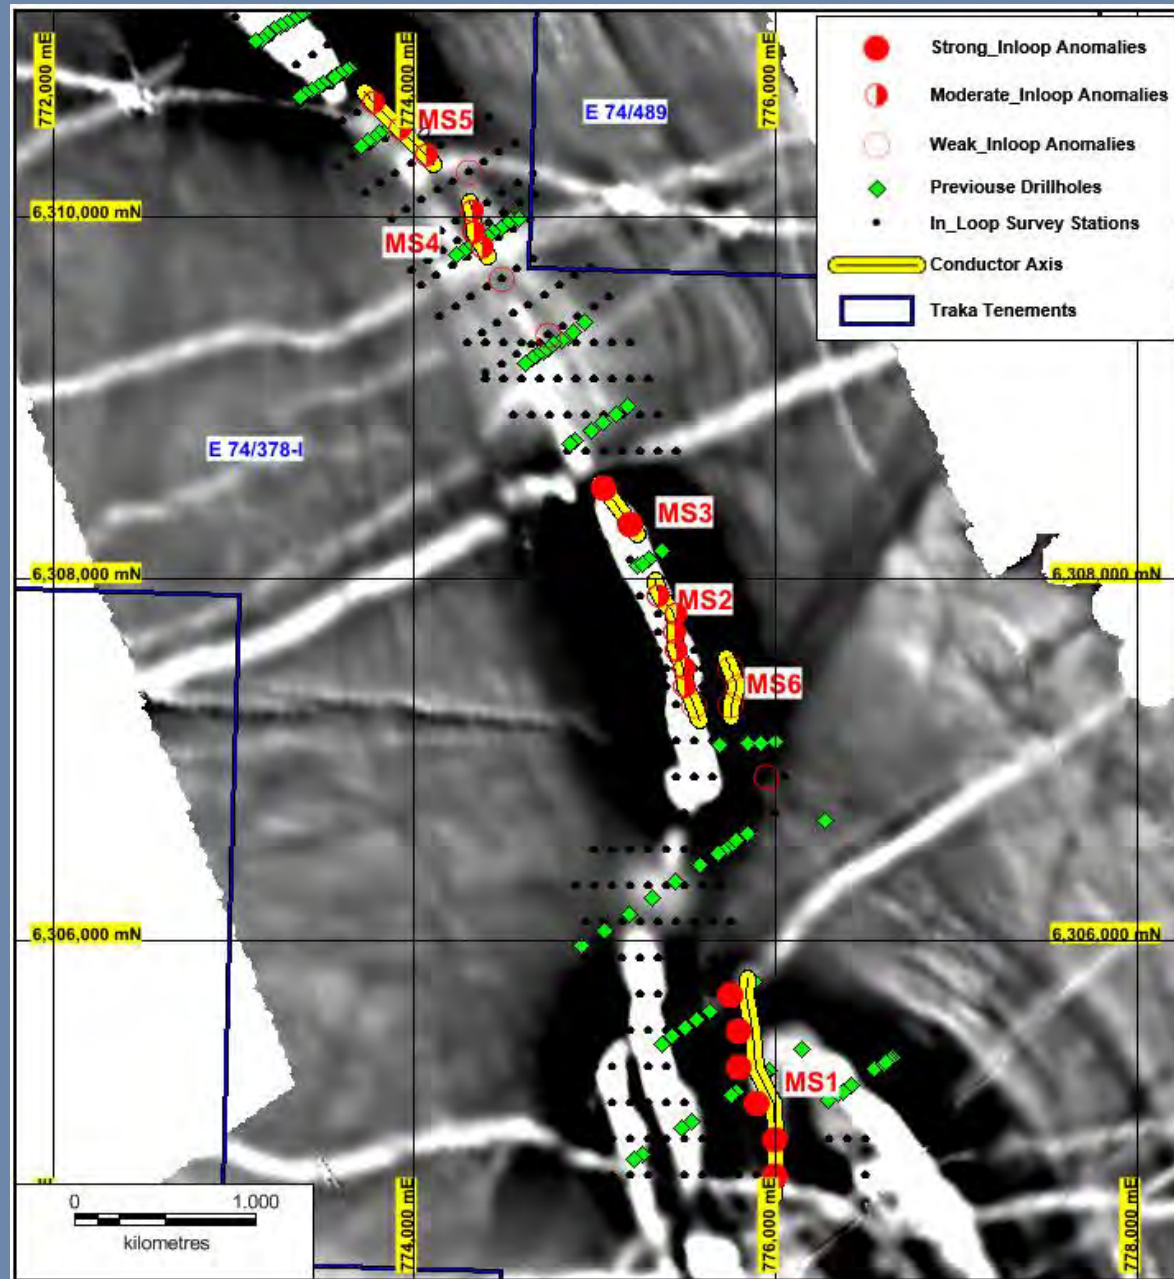 772,000 mE
774,000 mE
776,000 mE
Strong_Inloop Anomalies
Moderate_Inloop Anomalies
Weak_Inloop Anomalies
Previouse Drillholes
In_Loop Survey Stations
Conductor Axis
Traka Tenements
E 74/489
MS5
6,310,000 mN
MS4
E 74/378-I
MS3
6,308,000 mN
6,308,000 mN
MS2
MS6
6,306,000 mN
6,306,000 mN
MS1
0 1.000
kilometres
774,000 mE
776,000 mE
778,000 mE